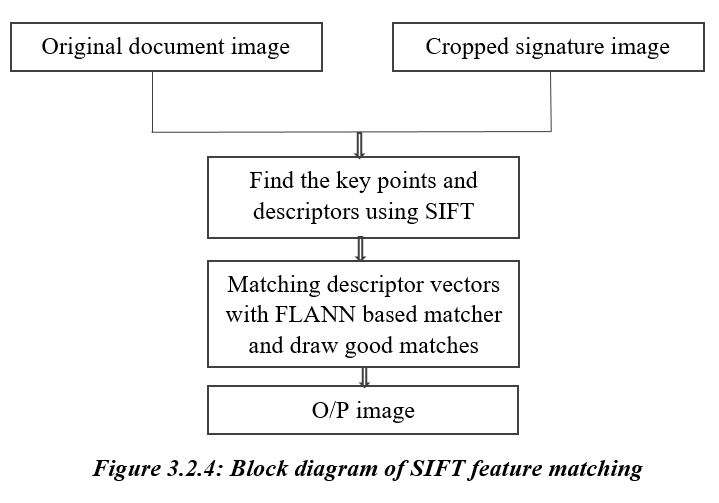 Original document image
Cropped signature image
Find the key points and
descriptors using SIFT
Matching descriptor vectors
with FLANN based matcher
and draw good matches
O/P image
Figure 3.2.4: Block diagram of SIFT feature matching